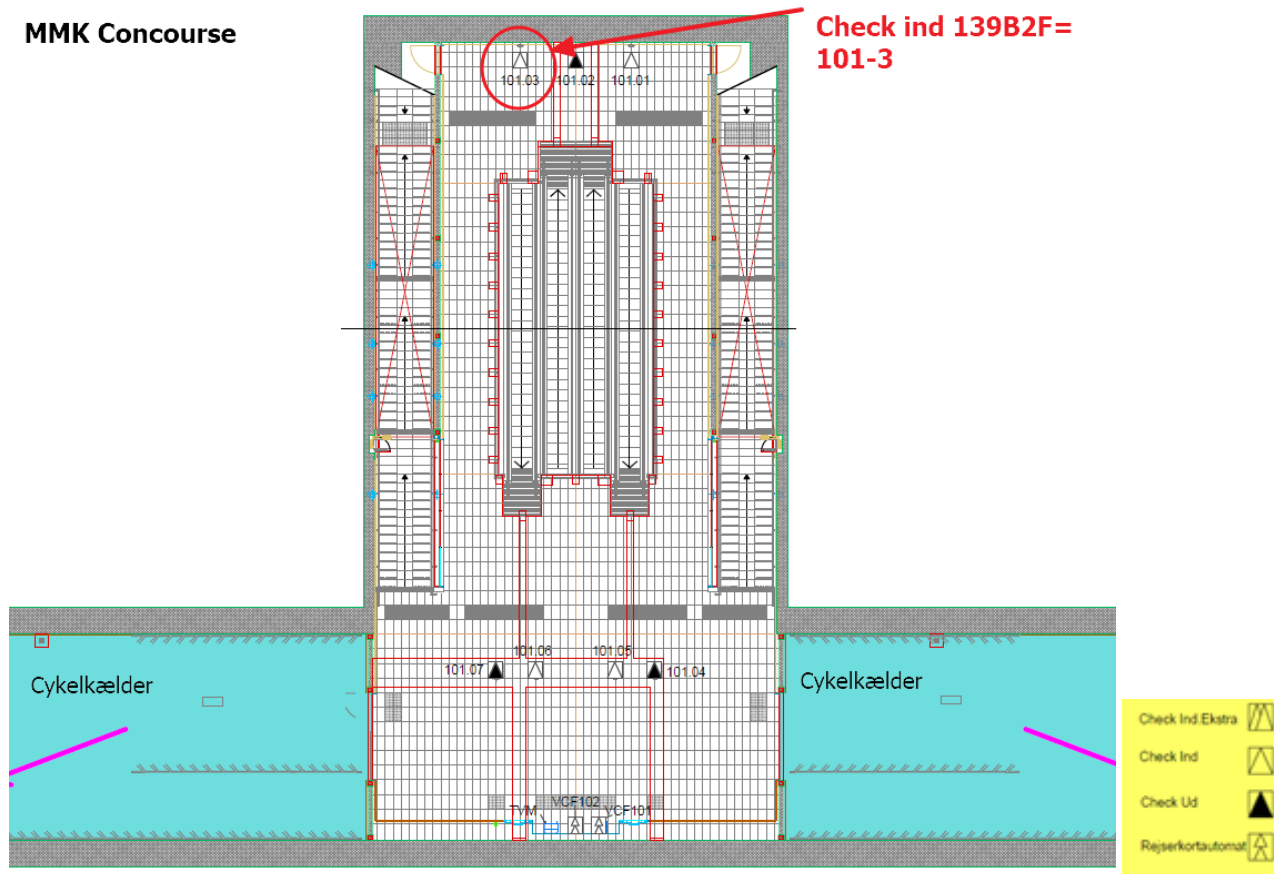 MMK Concourse
Check ind 139B2F=
101-3
101.03
101.02
101.01
101.06
101.05
101.07
101.04
Cykelkælder
Cykelkælder
VCF102
TVM
VCF101
Check Ind.Ekstra
Check Ind
Check Ud
Rejserkortautomat